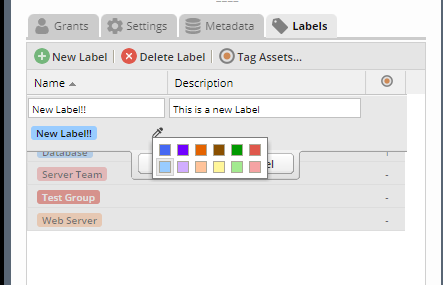 Grants Settings Metadata Labels
New Label Delete Label Tag Assets...
Name Description
New Label!! This is a new Label
New Label!!
Database
Server Team -
Test Group -
Web Server -